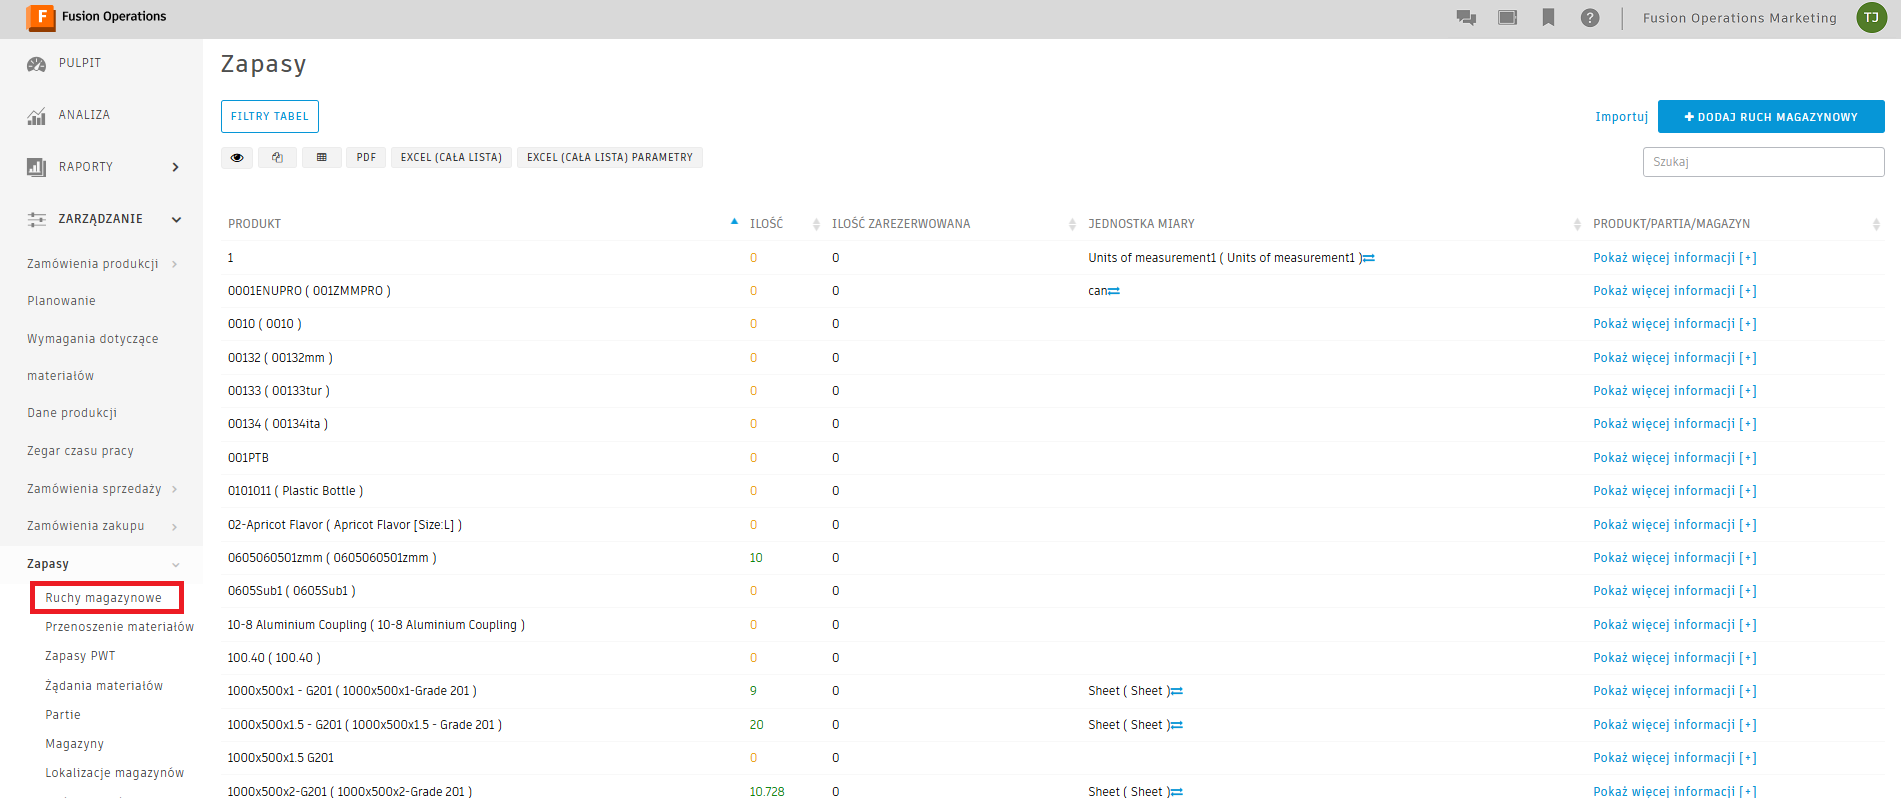 F Fusion Operations
Fusion Operations Marketing TJ
PULPIT
ANALIZA
RAPORTY
ZARZĄDZANIE
Zamówienia produkcji
Planowanie
Wymagania dotyczące
materiałów
Dane produkcji
Zegar czasu pracy
Zamówienia sprzedaży
Zamówienia zakupu
Zapasy
Ruchy magazynowe
Przenoszenie materiałów
Zapasy PWT
Żądania materiałów
Partie
Magazyny
Lokalizacje magazynów
Zapasy
FILTRY TABEL
Importuj + DODAJ RUCH MAGAZYNOWY
PDF EXCEL (CAŁA LISTA) EXCEL (CAŁA LISTA) PARAMETRY
Szukaj
PRODUKT ILOŚĆ ILOŚĆ ZAREZERWOWANA JEDNOSTKA MIARY PRODUKT/PARTIA/MAGAZYN
1 0 0 Units of measurement1 ( Units of measurement1 ) Pokaż więcej informacji [+]
0001ENUPRO ( 001ZMMPRO ) 0 0 can Pokaż więcej informacji [+]
0010 ( 0010 ) 0 0 Pokaż więcej informacji [+]
00132 ( 00132mm ) 0 0 Pokaż więcej informacji [+]
00133 ( 00133tur ) 0 0 Pokaż więcej informacji [+]
00134 ( 00134ita ) 0 0 Pokaż więcej informacji [+]
001PTB 0 0 Pokaż więcej informacji [+]
0101011 ( Plastic Bottle ) 0 0 Pokaż więcej informacji [+]
02-Apricot Flavor ( Apricot Flavor [Size:L] ) 0 0 Pokaż więcej informacji [+]
0605060501zmm ( 0605060501zmm ) 10 0 Pokaż więcej informacji [+]
0605Sub1 ( 0605Sub1 ) 0 0 Pokaż więcej informacji [+]
10-8 Aluminium Coupling ( 10-8 Aluminium Coupling ) 0 0 Pokaż więcej informacji [+]
100.40 ( 100.40 ) 0 0 Pokaż więcej informacji [+]
1000x500x1 - G201 ( 1000x500x1-Grade 201 ) 9 0 Sheet ( Sheet ) Pokaż więcej informacji [+]
1000x500x1.5 - G201 ( 1000x500x1.5 - Grade 201 ) 20 0 Sheet ( Sheet ) Pokaż więcej informacji [+]
1000x500x1.5 G201 0 0 Pokaż więcej informacji [+]
1000x500x2-G201 ( 1000x500x2-Grade 201 ) 10.728 0 Sheet ( Sheet ) Pokaż więcej informacji [+]